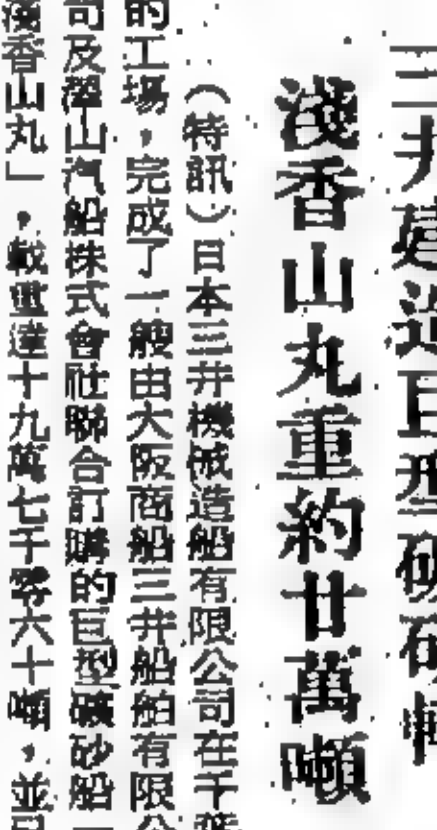 三井建造巨型礦砂輪
淺香山丸重約廿萬噸
（特訊）日本三井機械造船有限公司在千葉
的工場，完成了一艘由大阪商船三井船舶有限公
司及瀅山汽船株式會社聯合訂購的巨型礦砂船「
淺香山丸」，載重達十九萬七千零六十噸，並